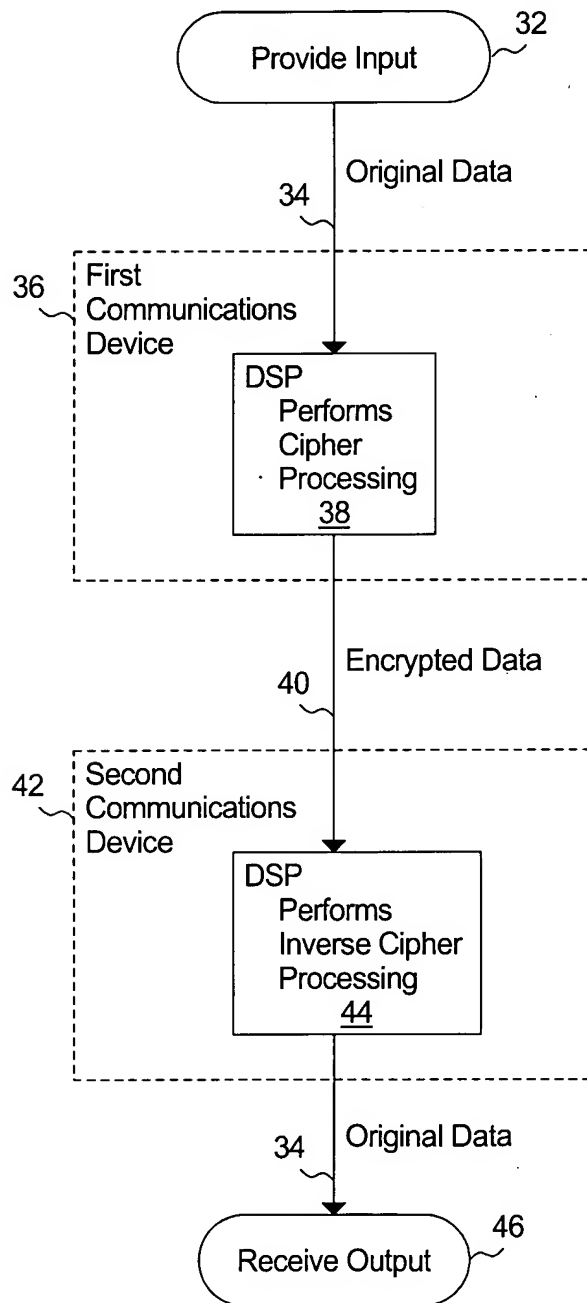 Provide Input
32
Original Data
34
36
First
Communications
Device
DSP
Performs
Cipher
Processing
38
Encrypted Data
40
42
Second
Communications
Device
DSP
Performs
Inverse Cipher
Processing
44
Original Data
34
Receive Output
46